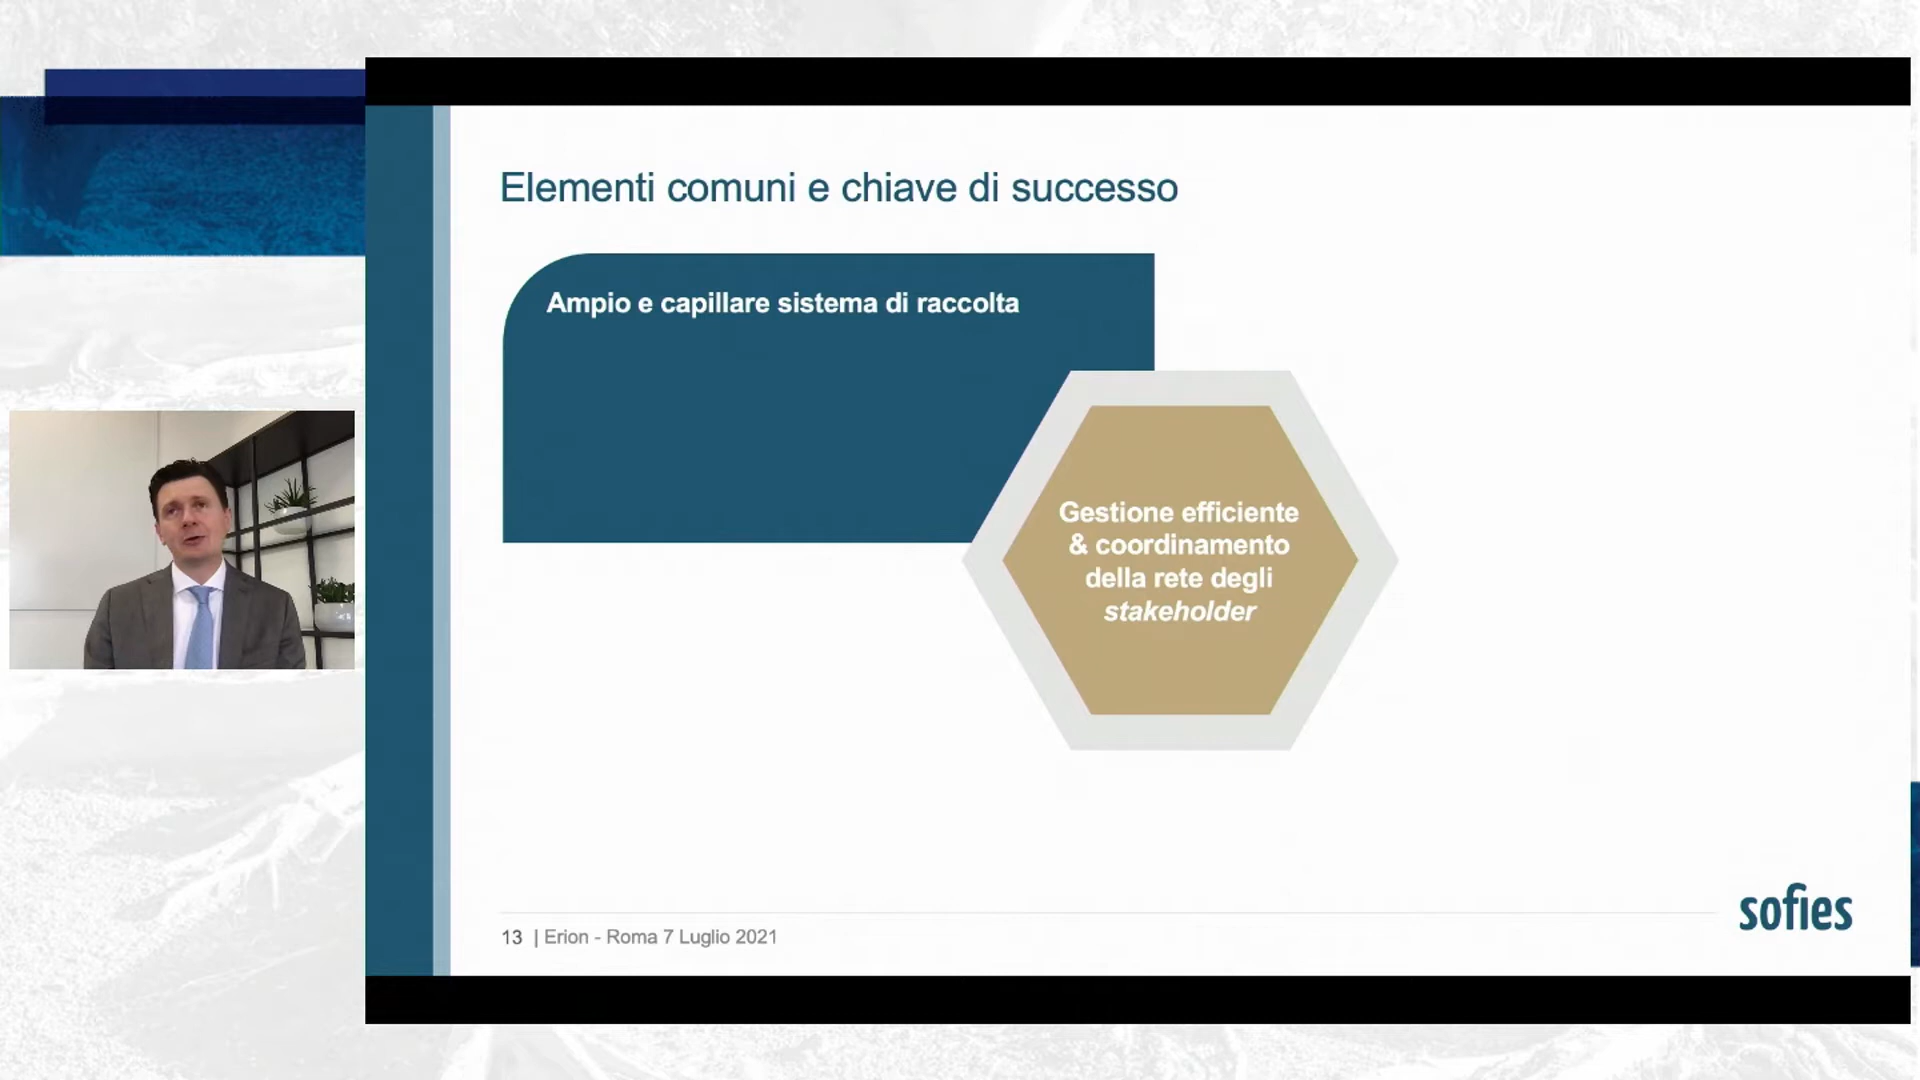 Elementi comuni e chiave di successo
Ampio e capillare sistema di raccolta
Gestione efficiente
& coordinamento
della rete degli
stakeholder
sofies
13 | Erion - Roma 7 Luglio 2021